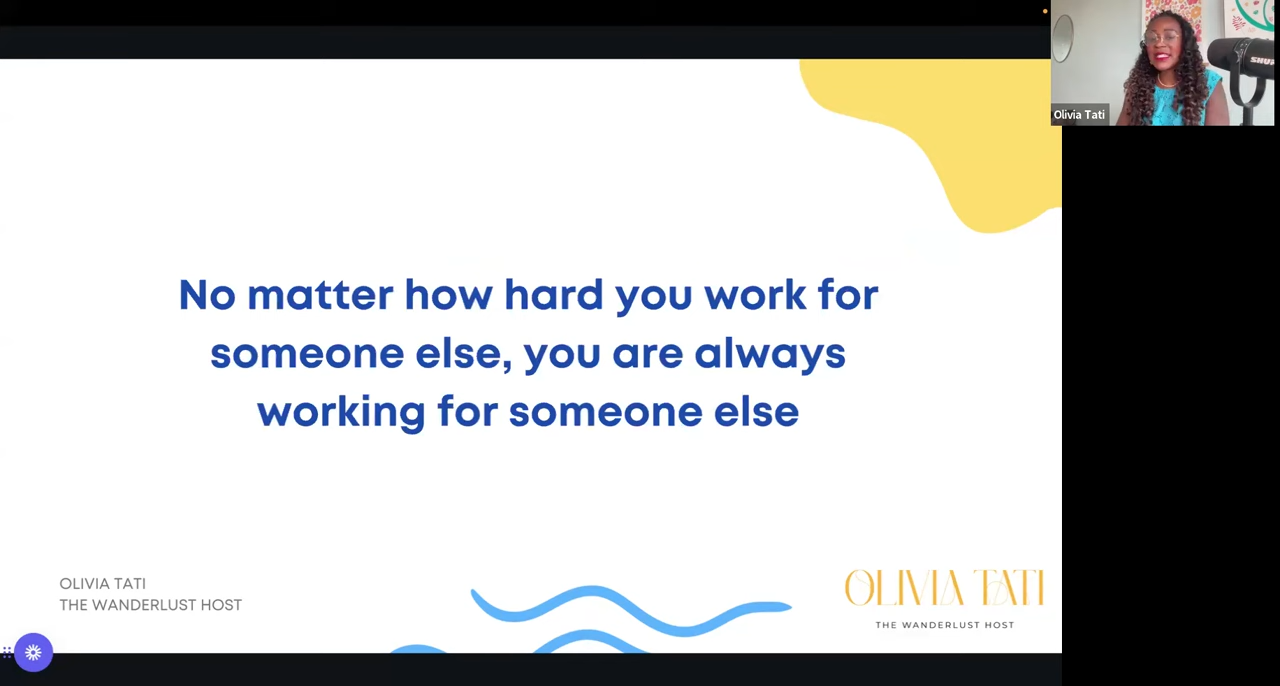 No matter how hard you work for
someone else, you are always
working for someone else
OLIVIA TATI
THE WANDERLUST HOST
OLIVIA TATI
THE WANDERLUST HOST
Olivia Tati
SHURE